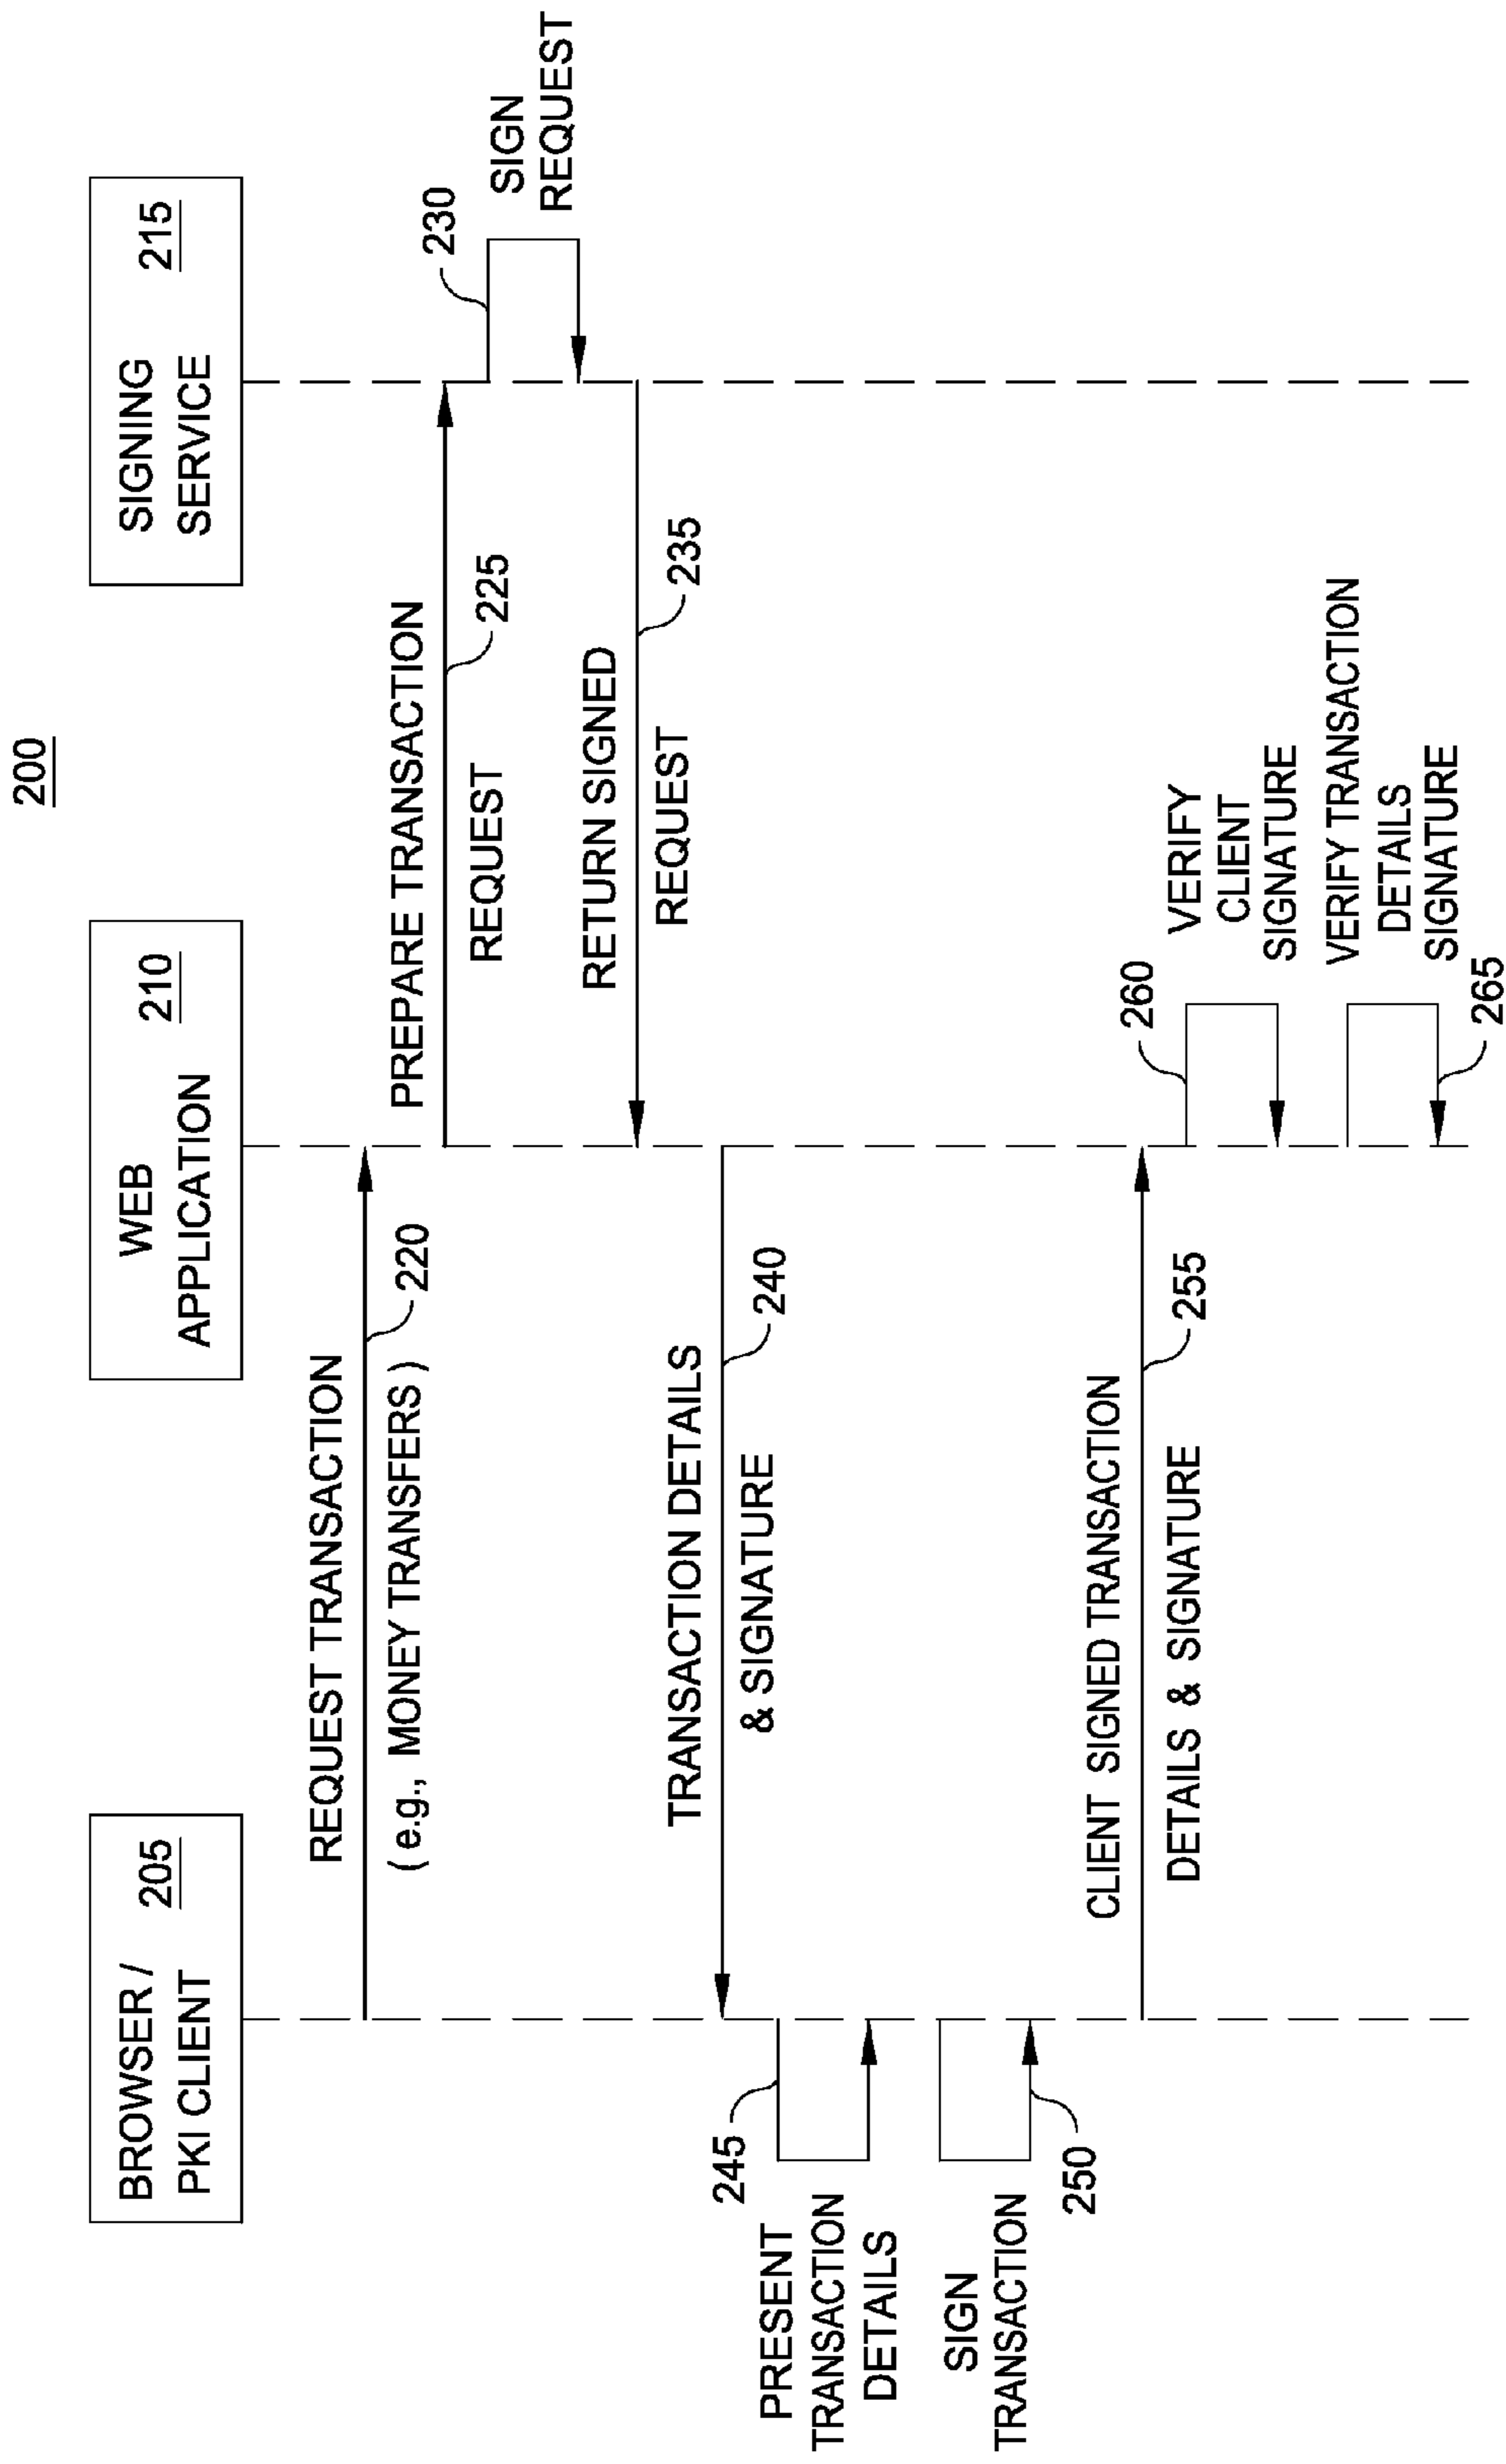 200
BROWSER /
PKI CLIENT
205
WEB
APPLICATION
210
SIGNING
SERVICE
215
REQUEST TRANSACTION
220
( e.g., MONEY TRANSFERS )
PREPARE TRANSACTION
225
REQUEST
230
SIGN
REQUEST
RETURN SIGNED
235
REQUEST
TRANSACTION DETAILS
240
& SIGNATURE
245
PRESENT
TRANSACTION
DETAILS
SIGN
TRANSACTION
250
CLIENT SIGNED TRANSACTION
255
DETAILS & SIGNATURE
260
VERIFY
CLIENT
SIGNATURE
VERIFY TRANSACTION
DETAILS
SIGNATURE
265